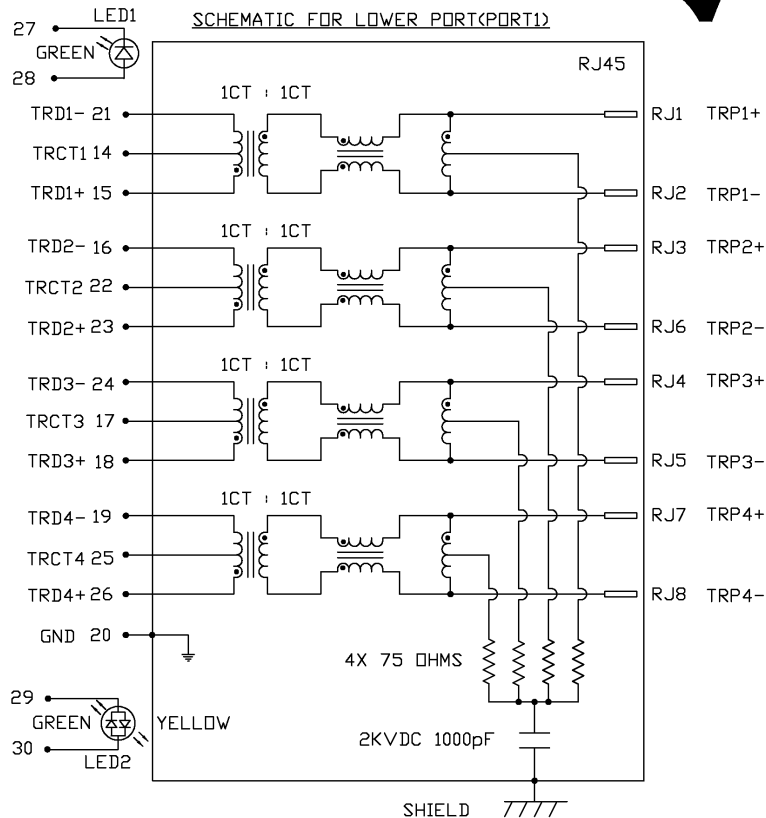 SCHEMATIC FOR LOWER PORT(PORT1)
27 LED1
GREEN
28
RJ45
1CT : 1CT
TRD1- 21 RJ1 TRP1+
TRCT1 14
TRD1+ 15 RJ2 TRP1-
1CT : 1CT
TRD2- 16 RJ3 TRP2+
TRCT2 22
TRD2+ 23 RJ6 TRP2-
1CT : 1CT
TRD3- 24 RJ4 TRP3+
TRCT3 17
TRD3+ 18 RJ5 TRP3-
1CT : 1CT
TRD4- 19 RJ7 TRP4+
TRCT4 25
TRD4+ 26 RJ8 TRP4-
GND 20
4X 75 OHMS
29
GREEN YELLOW
30
LED2
2KVDC 1000pF
SHIELD